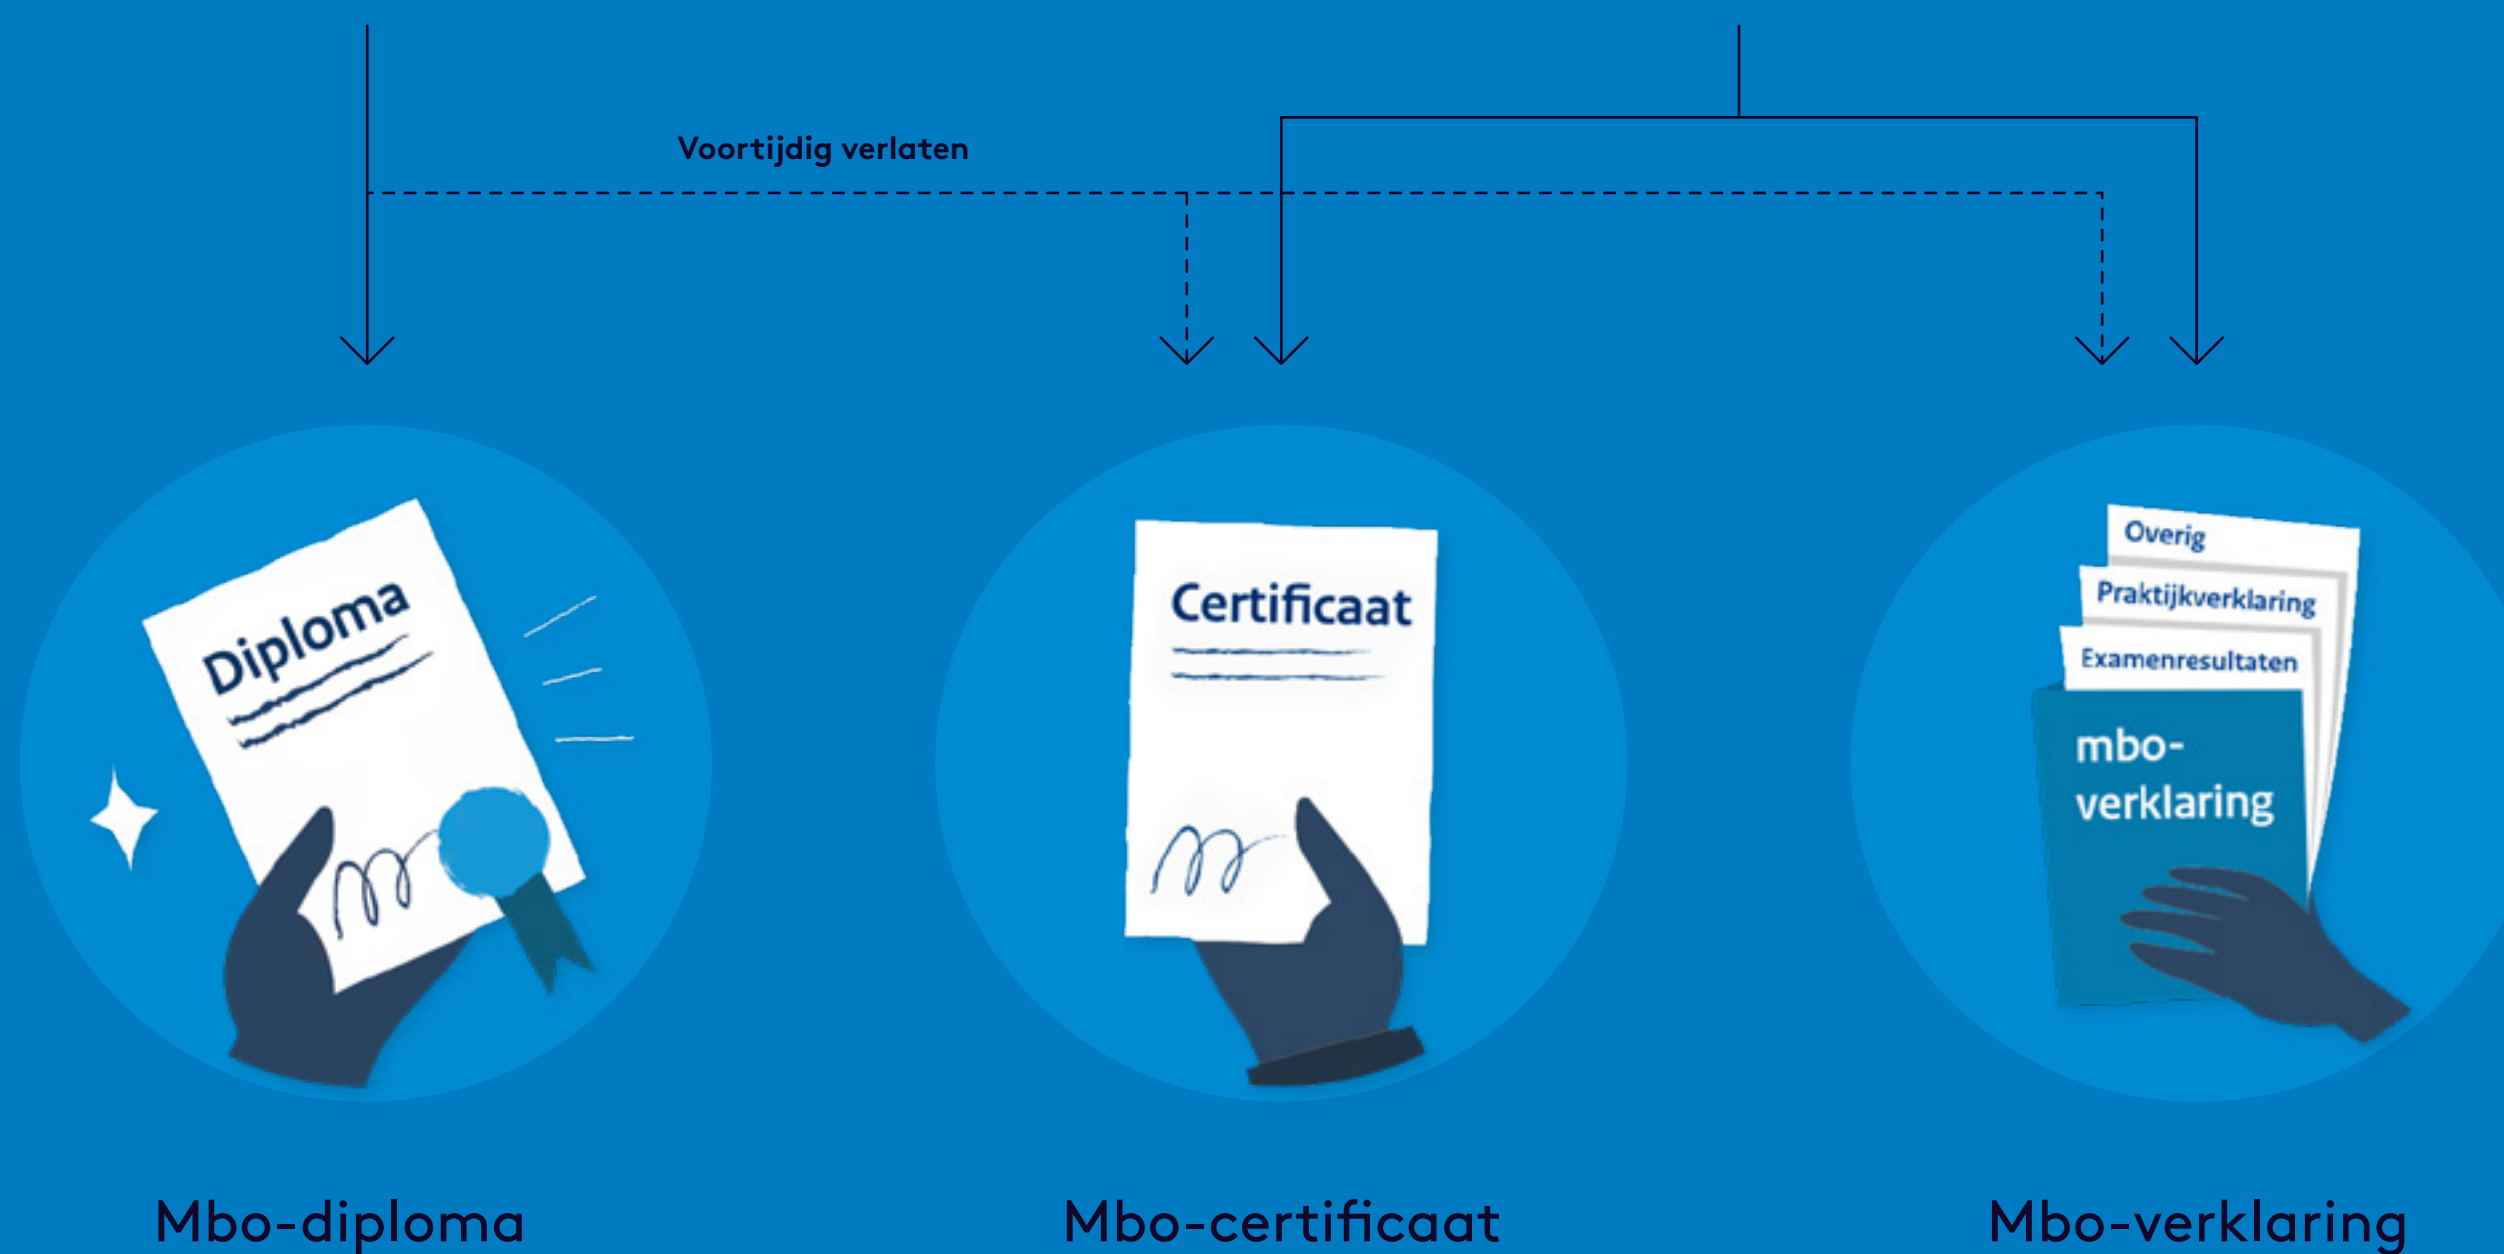 Voortijdig verlaten
Diploma
Certificaat
Overig
Praktijkverklaring
Examenresultaten
mbo-
verklaring
Mbo-diploma
Mbo-certificaat
Mbo-verklaring